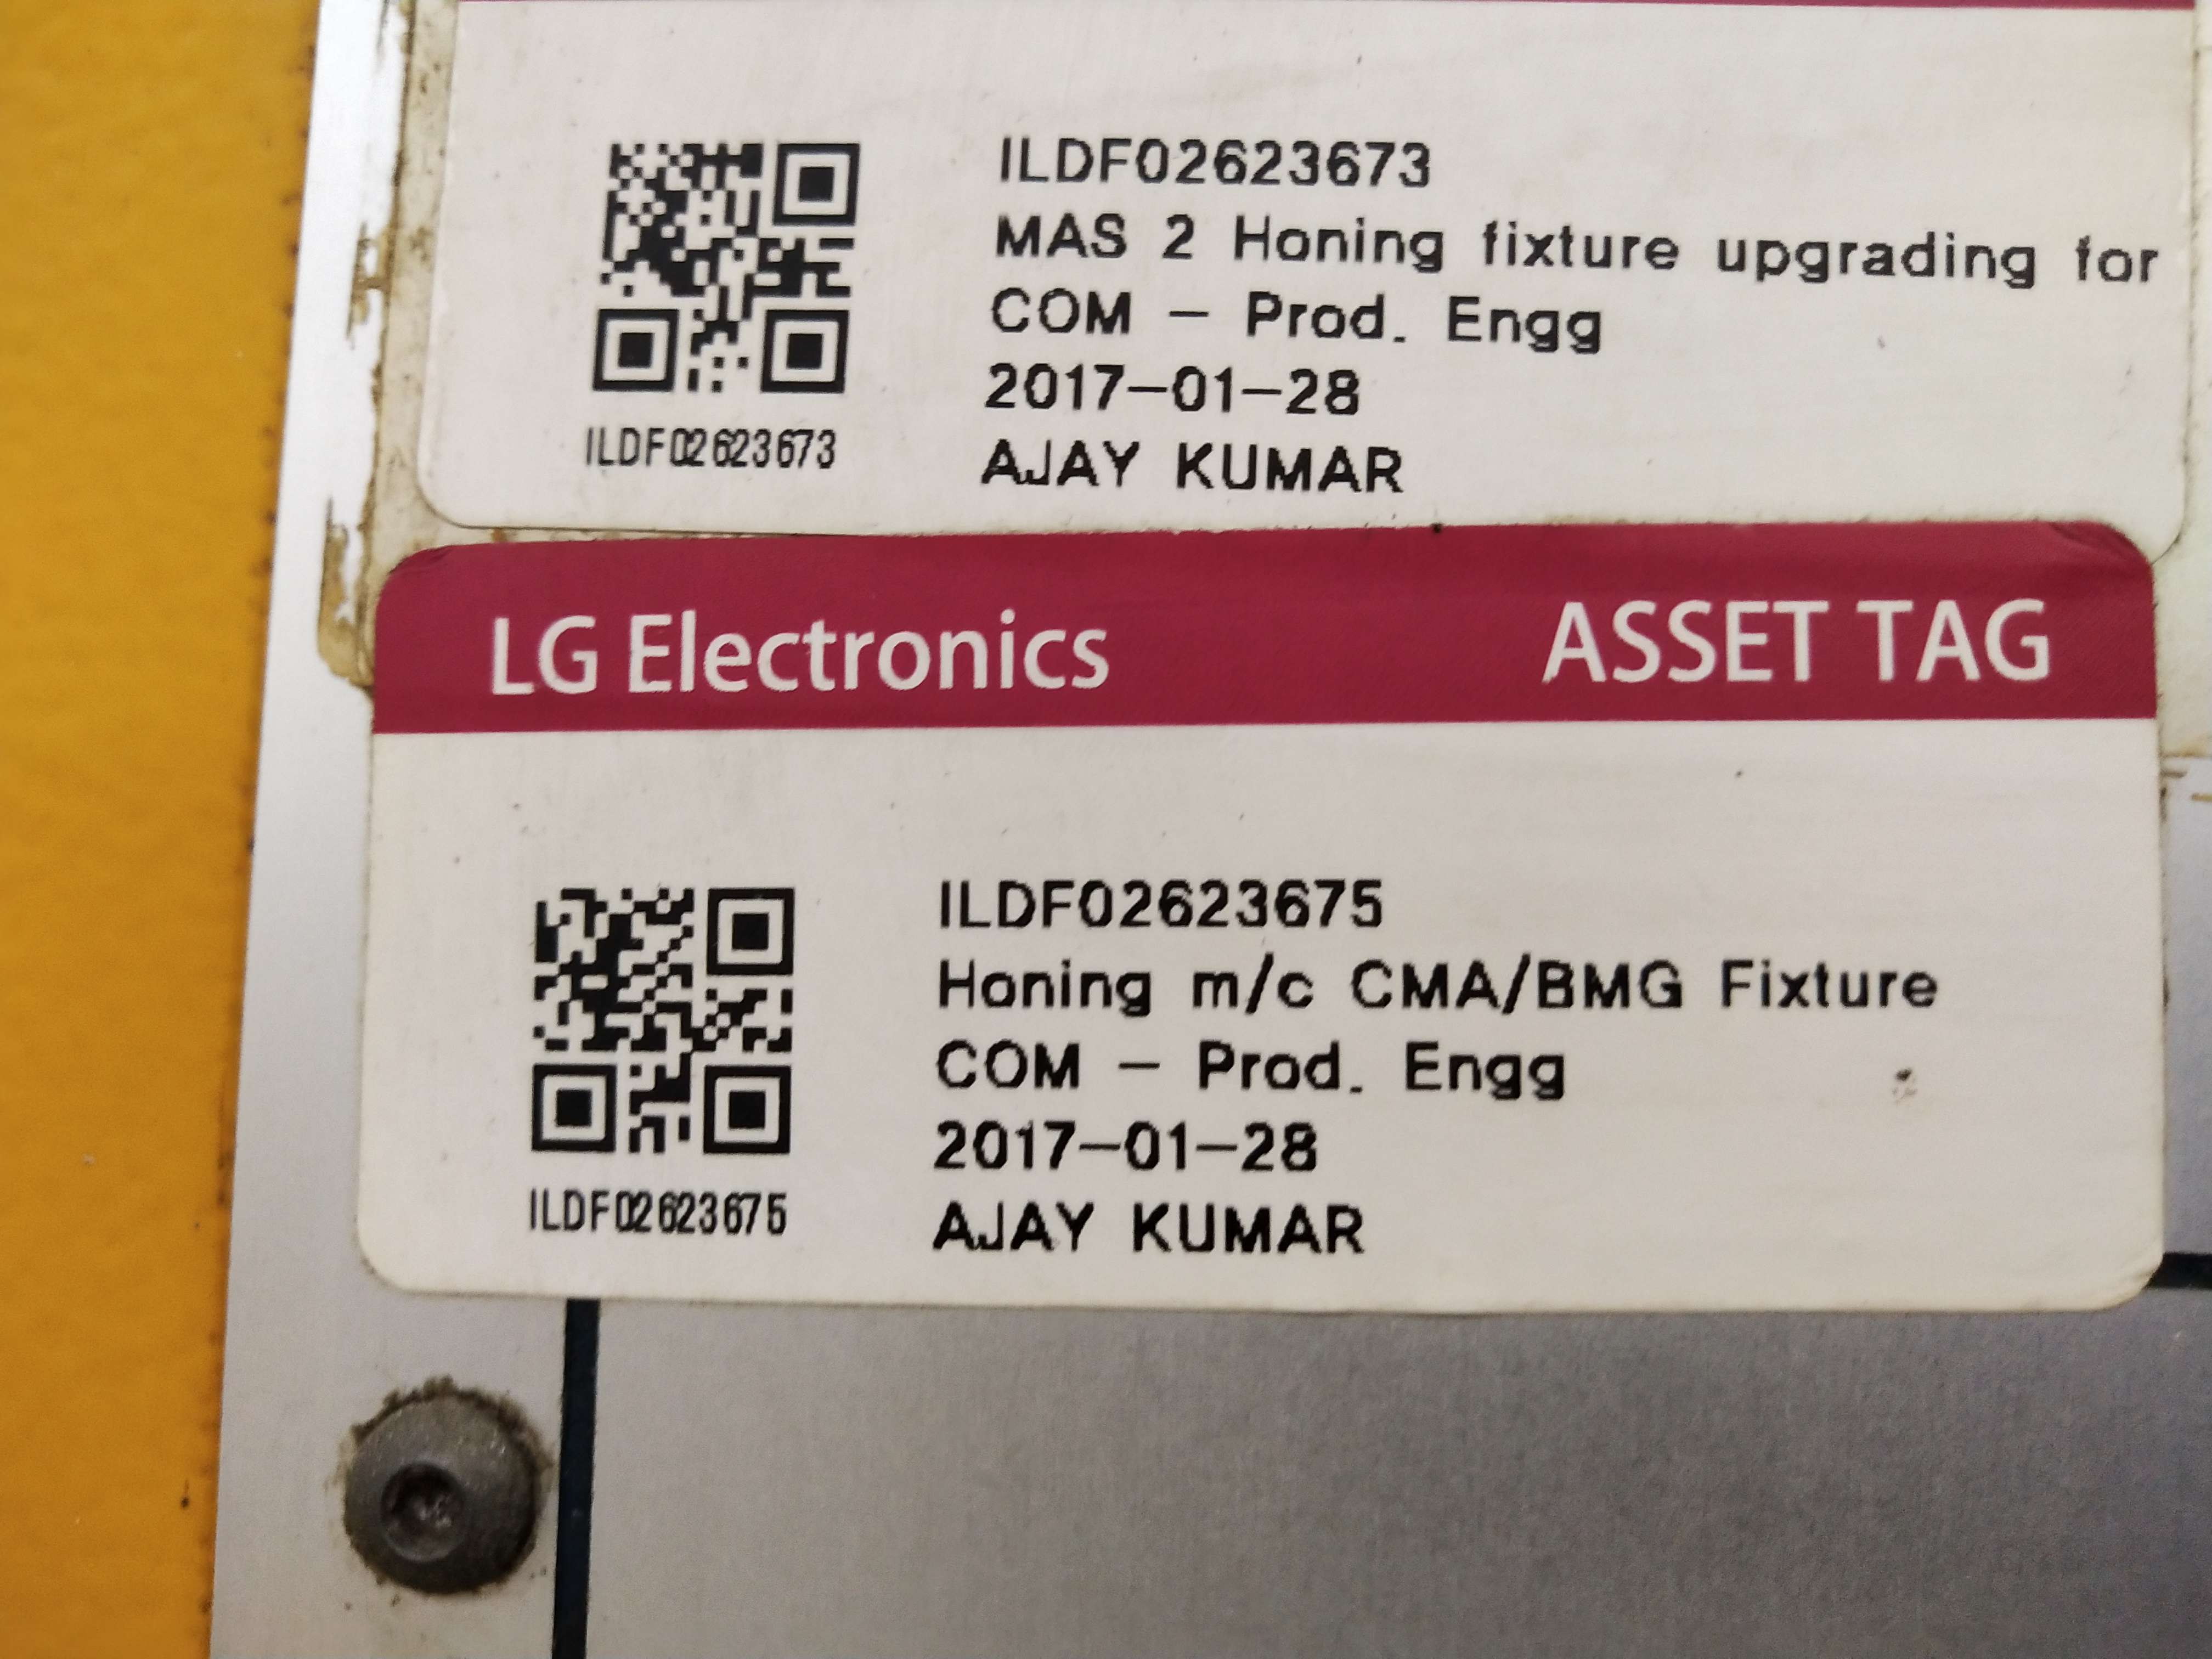 ILDF02623673
MAS 2 Honing fixture upgrading for
COM - Prod. Engg
2017-01-28
AJAY KUMAR
ILDF02623673
LG Electronics ASSET TAG
ILDF02623675
Honing m/c CMA/BMG Fixture
COM - Prod. Engg
2017-01-28
AJAY KUMAR
ILDF02623675